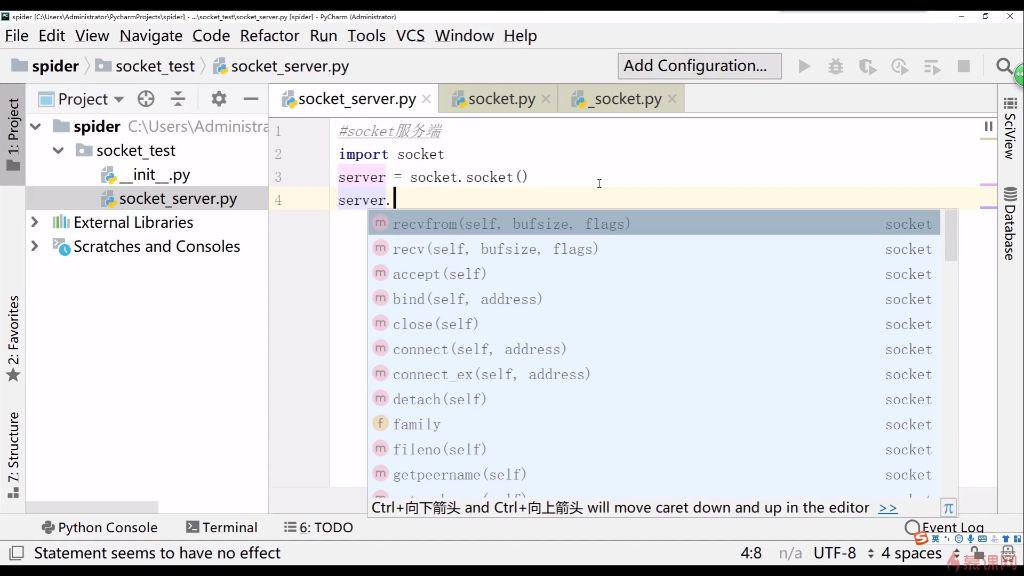 spider [C:\Users\Administrator\PycharmProjects\spider] - ...\socket_test\socket_server.py [spider] - PyCharm (Administrator)
File Edit View Navigate Code Refactor Run Tools VCS Window Help
spider socket_test socket_server.py Add Configuration...
1: Project
Project
socket_server.py socket.py _socket.py
spider C:\Users\Administra
socket_test
__init__.py
socket_server.py
External Libraries
Scratches and Consoles
1 #socket服务端
2 import socket
3 server = socket.socket()
4 server.
m recvfrom(self, bufsize, flags) socket
m recv(self, bufsize, flags) socket
m accept(self) socket
m bind(self, address) socket
m close(self) socket
m connect(self, address) socket
m connect_ex(self, address) socket
m detach(self) socket
f family socket
m fileno(self) socket
m getpeername(self) socket
Ctrl+向下箭头 and Ctrl+向上箭头 will move caret down and up in the editor >> π
SciView
Database
2: Favorites
7: Structure
Python Console Terminal 6: TODO Event Log
英
Statement seems to have no effect 4:8 n/a UTF-8 4 spaces
慕课网